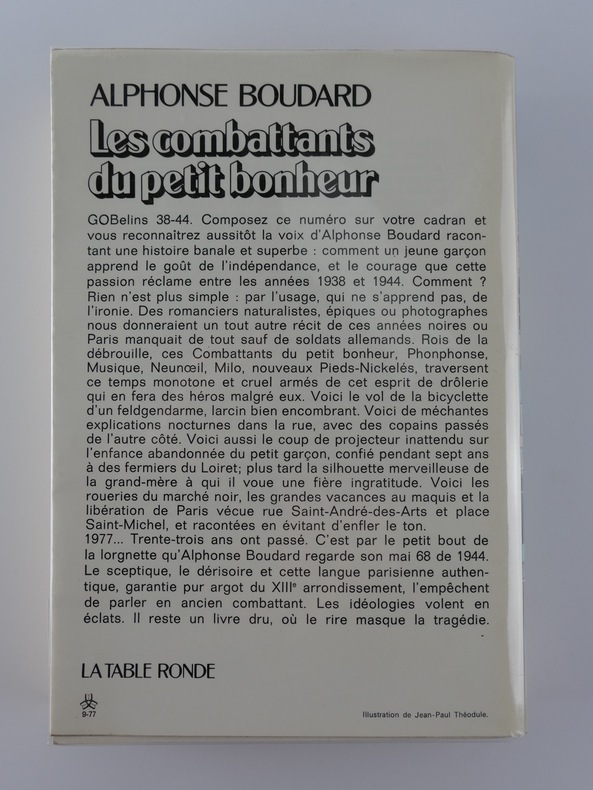 ALPHONSE BOUDARD
Les combattants
du petit bonheur
GOBelins 38-44. Composez ce numéro sur votre cadran et
vous reconnaîtrez aussitôt la voix d'Alphonse Boudard racon-
tant une histoire banale et superbe : comment un jeune garçon
apprend le goût de l'indépendance, et le courage que cette
passion réclame entre les années 1938 et 1944. Comment ?
Rien n'est plus simple : par l'usage, qui ne s'apprend pas, de
l'ironie. Des romanciers naturalistes, épiques ou photographes
nous donneraient un tout autre récit de ces années noires ou
Paris manquait de tout sauf de soldats allemands. Rois de la
débrouille, ces Combattants du petit bonheur, Phonphonse,
Musique, Neunœil, Milo, nouveaux Pieds-Nickelés, traversent
ce temps monotone et cruel armés de cet esprit de drôlerie
qui en fera des héros malgré eux. Voici le vol de la bicyclette
d'un feldgendarme, larcin bien encombrant. Voici de méchantes
explications nocturnes dans la rue, avec des copains passés
de l'autre côté. Voici aussi le coup de projecteur inattendu sur
l'enfance abandonnée du petit garçon, confié pendant sept ans
à des fermiers du Loiret; plus tard la silhouette merveilleuse de
la grand-mère à qui il voue une fière ingratitude. Voici les
roueries du marché noir, les grandes vacances au maquis et la
libération de Paris vécue rue Saint-André-des-Arts et place
Saint-Michel, et racontées en évitant d'enfler le ton.
1977... Trente-trois ans ont passé. C'est par le petit bout de
la lorgnette qu'Alphonse Boudard regarde son mai 68 de 1944.
Le sceptique, le dérisoire et cette langue parisienne authen-
tique, garantie pur argot du XIIIe arrondissement, l'empêchent
de parler en ancien combattant. Les idéologies volent en
éclats. Il reste un livre dru, où le rire masque la tragédie.
LA TABLE RONDE
9-77
Illustration de Jean-Paul Théodule.